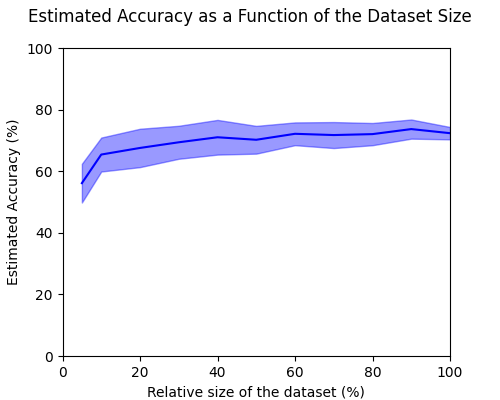 Estimated Accuracy as a Function of the Dataset Size
100
80
60
40
20
0
Estimated Accuracy (%)
0 20 40 60 80 100
Relative size of the dataset (%)